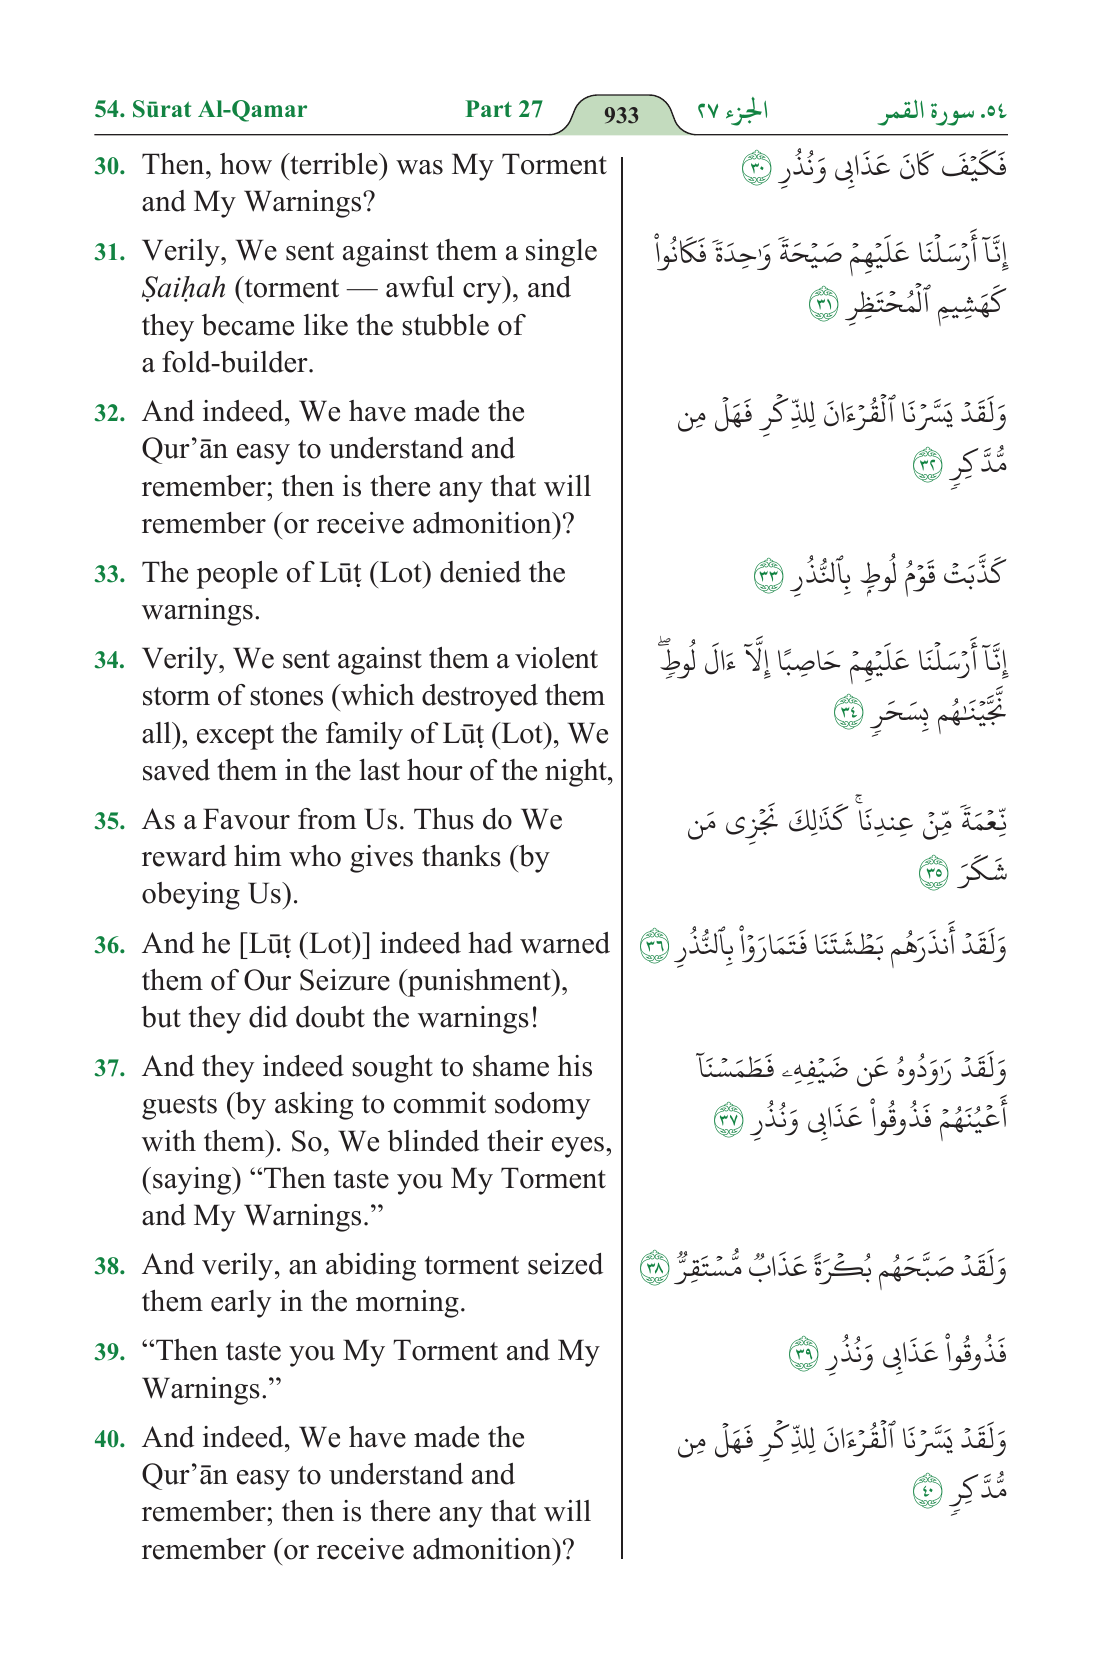 54. Sūrat Al-Qamar Part 27 933 الجزء ٢٧ ٥٤. سورة القمر
30. Then, how (terrible) was My Torment
and My Warnings?
31. Verily, We sent against them a single
Ṣaiḥah (torment — awful cry), and
they became like the stubble of
a fold-builder.
32. And indeed, We have made the
Qur’ān easy to understand and
remember; then is there any that will
remember (or receive admonition)?
33. The people of Lūṭ (Lot) denied the
warnings.
34. Verily, We sent against them a violent
storm of stones (which destroyed them
all), except the family of Lūṭ (Lot), We
saved them in the last hour of the night,
35. As a Favour from Us. Thus do We
reward him who gives thanks (by
obeying Us).
36. And he [Lūṭ (Lot)] indeed had warned
them of Our Seizure (punishment),
but they did doubt the warnings!
37. And they indeed sought to shame his
guests (by asking to commit sodomy
with them). So, We blinded their eyes,
(saying) “Then taste you My Torment
and My Warnings.”
38. And verily, an abiding torment seized
them early in the morning.
39. “Then taste you My Torment and My
Warnings.”
40. And indeed, We have made the
Qur’ān easy to understand and
remember; then is there any that will
remember (or receive admonition)?
فَكَيْفَ كَانَ عَذَابِى وَنُذُرِ ٣٠
إِنَّآ أَرْسَلْنَا عَلَيْهِمْ صَيْحَةً وَٰحِدَةً فَكَانُوا۟
كَهَشِيمِ ٱلْمُحْتَظِرِ ٣١
وَلَقَدْ يَسَّرْنَا ٱلْقُرْءَانَ لِلذِّكْرِ فَهَلْ مِن
مُّدَّكِرٍ ٣٢
كَذَّبَتْ قَوْمُ لُوطٍۭ بِٱلنُّذُرِ ٣٣
إِنَّآ أَرْسَلْنَا عَلَيْهِمْ حَاصِبًا إِلَّآ ءَالَ لُوطٍ ۖ
نَّجَّيْنَـٰهُم بِسَحَرٍ ٣٤
نِّعْمَةً مِّنْ عِندِنَا ۚ كَذَٰلِكَ نَجْزِى مَن
شَكَرَ ٣٥
وَلَقَدْ أَنذَرَهُم بَطْشَتَنَا فَتَمَارَوْا۟ بِٱلنُّذُرِ ٣٦
وَلَقَدْ رَٰوَدُوهُ عَن ضَيْفِهِۦ فَطَمَسْنَآ
أَعْيُنَهُمْ فَذُوقُوا۟ عَذَابِى وَنُذُرِ ٣٧
وَلَقَدْ صَبَّحَهُم بُكْرَةً عَذَابٌ مُّسْتَقِرٌّ ٣٨
فَذُوقُوا۟ عَذَابِى وَنُذُرِ ٣٩
وَلَقَدْ يَسَّرْنَا ٱلْقُرْءَانَ لِلذِّكْرِ فَهَلْ مِن
مُّدَّكِرٍ ٤٠